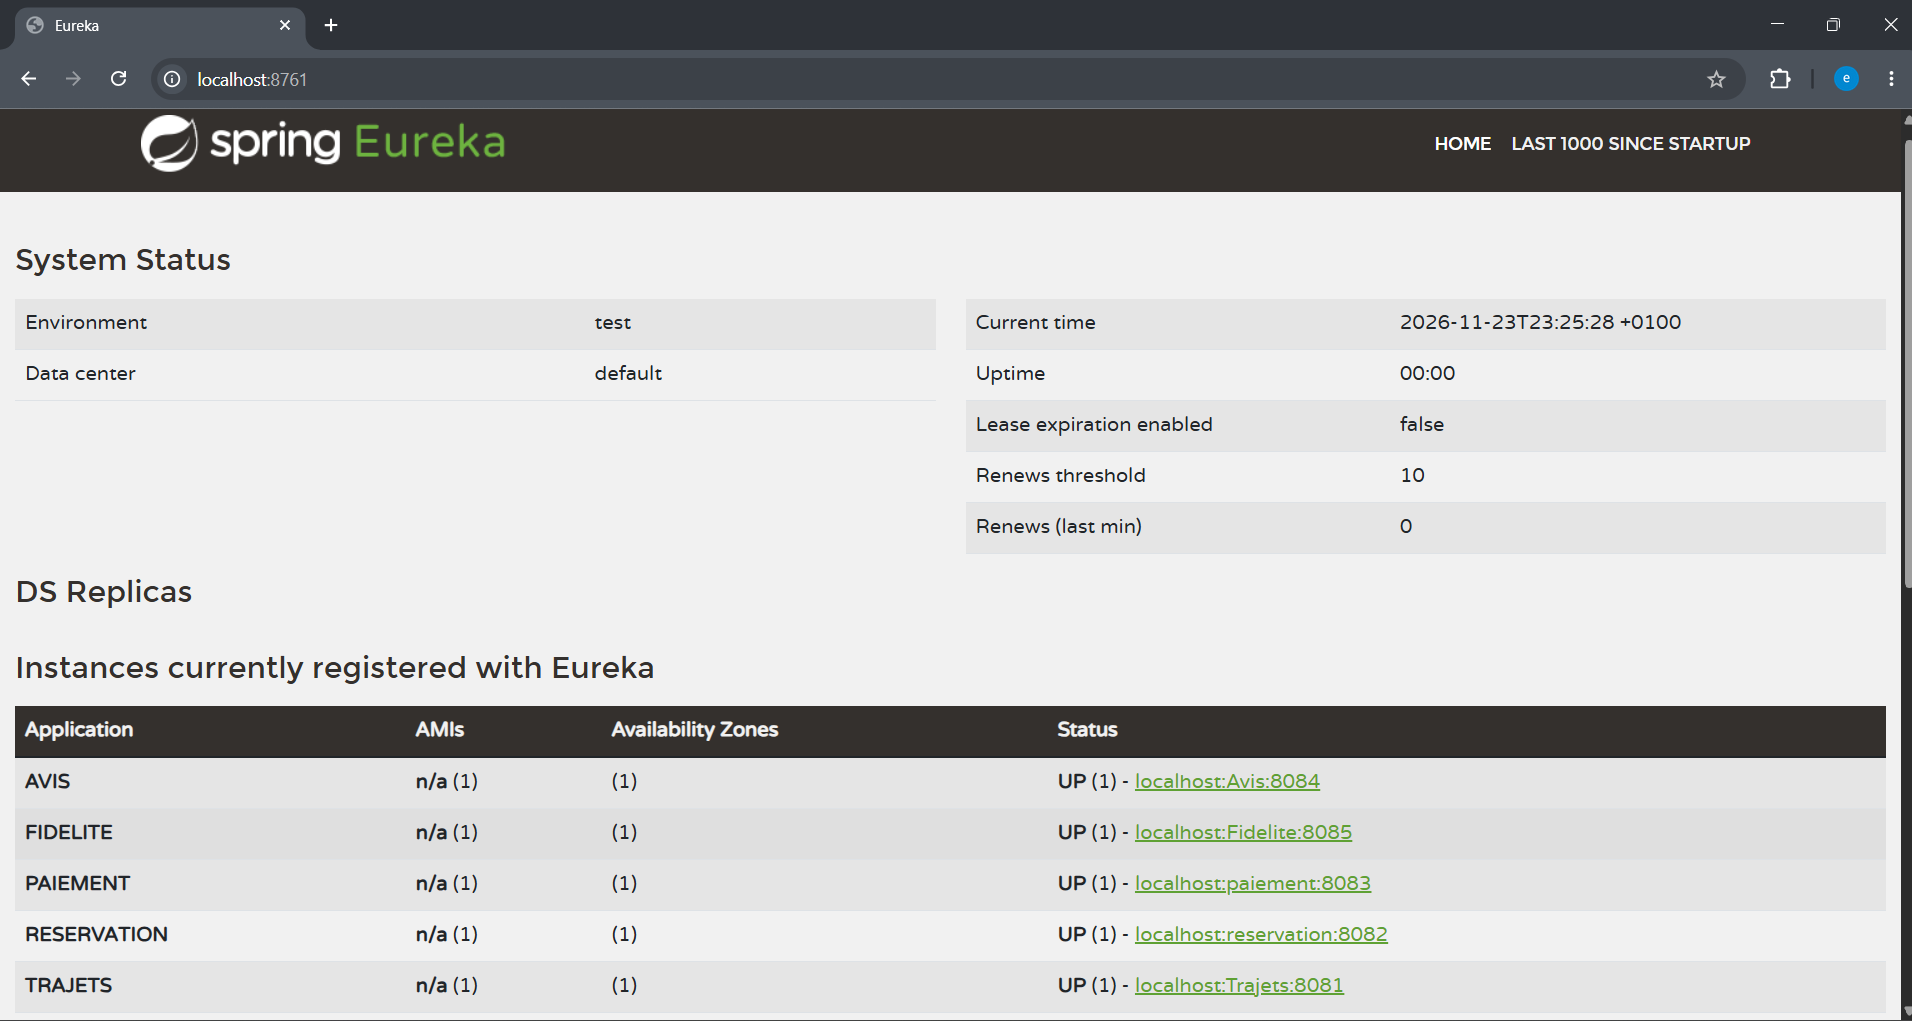 Eureka
localhost:8761
e
spring Eureka
HOME LAST 1000 SINCE STARTUP
System Status
Environment test
Data center default
Current time 2026-11-23T23:25:28 +0100
Uptime 00:00
Lease expiration enabled false
Renews threshold 10
Renews (last min) 0
DS Replicas
Instances currently registered with Eureka
Application AMIs Availability Zones Status
AVIS n/a (1) (1) UP (1) - localhost:Avis:8084
FIDELITE n/a (1) (1) UP (1) - localhost:Fidelite:8085
PAIEMENT n/a (1) (1) UP (1) - localhost:paiement:8083
RESERVATION n/a (1) (1) UP (1) - localhost:reservation:8082
TRAJETS n/a (1) (1) UP (1) - localhost:Trajets:8081